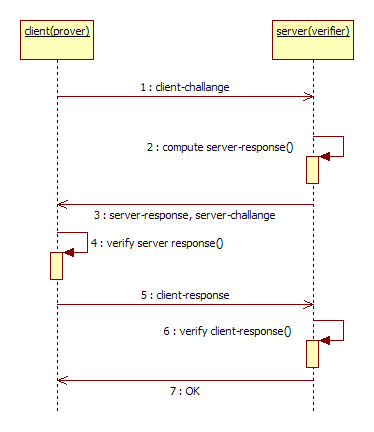 client(prover)
server(verifier)
1 : client-challange
2 : compute server-response()
3 : server-response, server-challange
4 : verify server response()
5 : client-response
6 : verify client-response()
7 : OK